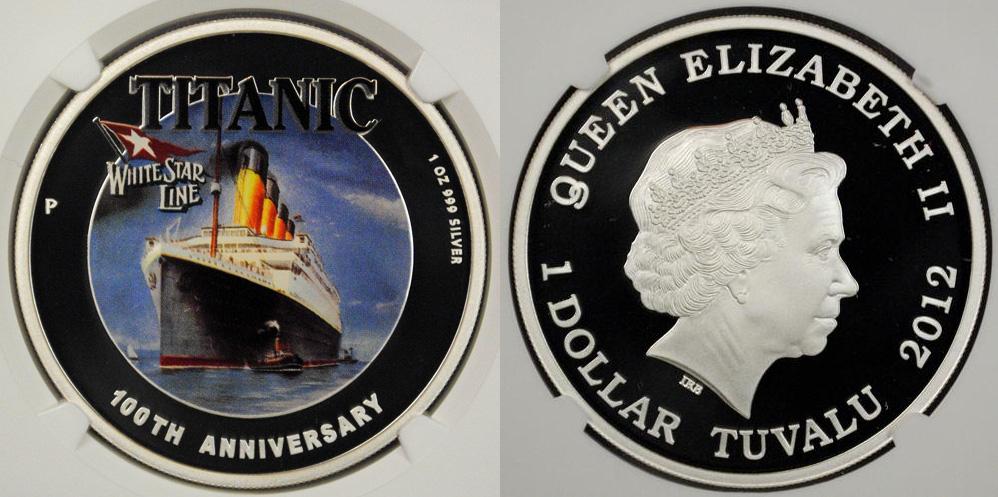 TITANIC
WHITE STAR
LINE
P
1 OZ 999 SILVER
100TH ANNIVERSARY
QUEEN ELIZABETH II 2012
IRB
1 DOLLAR TUVALU